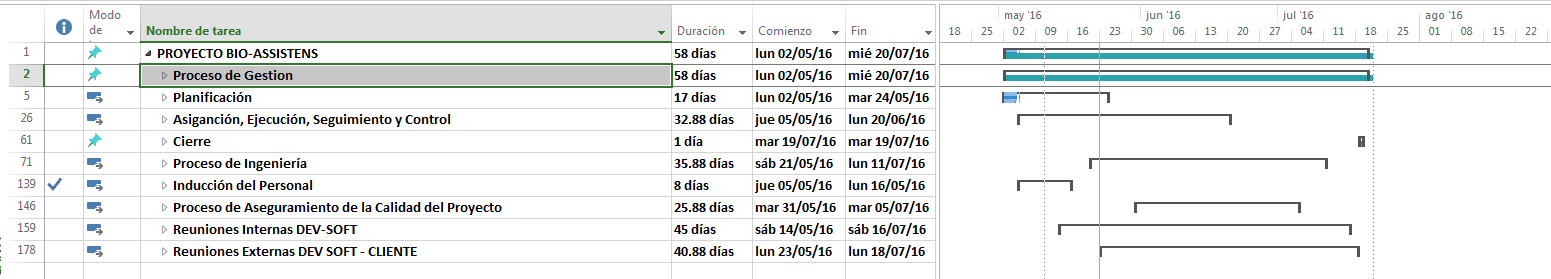 Modo de
Nombre de tarea Duración Comienzo Fin
may '16 jun '16 jul '16 ago '16
18 25 02 09 16 23 30 06 13 20 27 04 11 18 25 01 08 15 22
1 PROYECTO BIO-ASSISTENS 58 días lun 02/05/16 mié 20/07/16
2 Proceso de Gestion 58 días lun 02/05/16 mié 20/07/16
5 Planificación 17 días lun 02/05/16 mar 24/05/16
26 Asiganción, Ejecución, Seguimiento y Control 32.88 días jue 05/05/16 lun 20/06/16
61 Cierre 1 día mar 19/07/16 mar 19/07/16
71 Proceso de Ingeniería 35.88 días sáb 21/05/16 lun 11/07/16
139 Inducción del Personal 8 días jue 05/05/16 lun 16/05/16
146 Proceso de Aseguramiento de la Calidad del Proyecto 25.88 días mar 31/05/16 mar 05/07/16
159 Reuniones Internas DEV-SOFT 45 días sáb 14/05/16 sáb 16/07/16
178 Reuniones Externas DEV SOFT - CLIENTE 40.88 días lun 23/05/16 lun 18/07/16